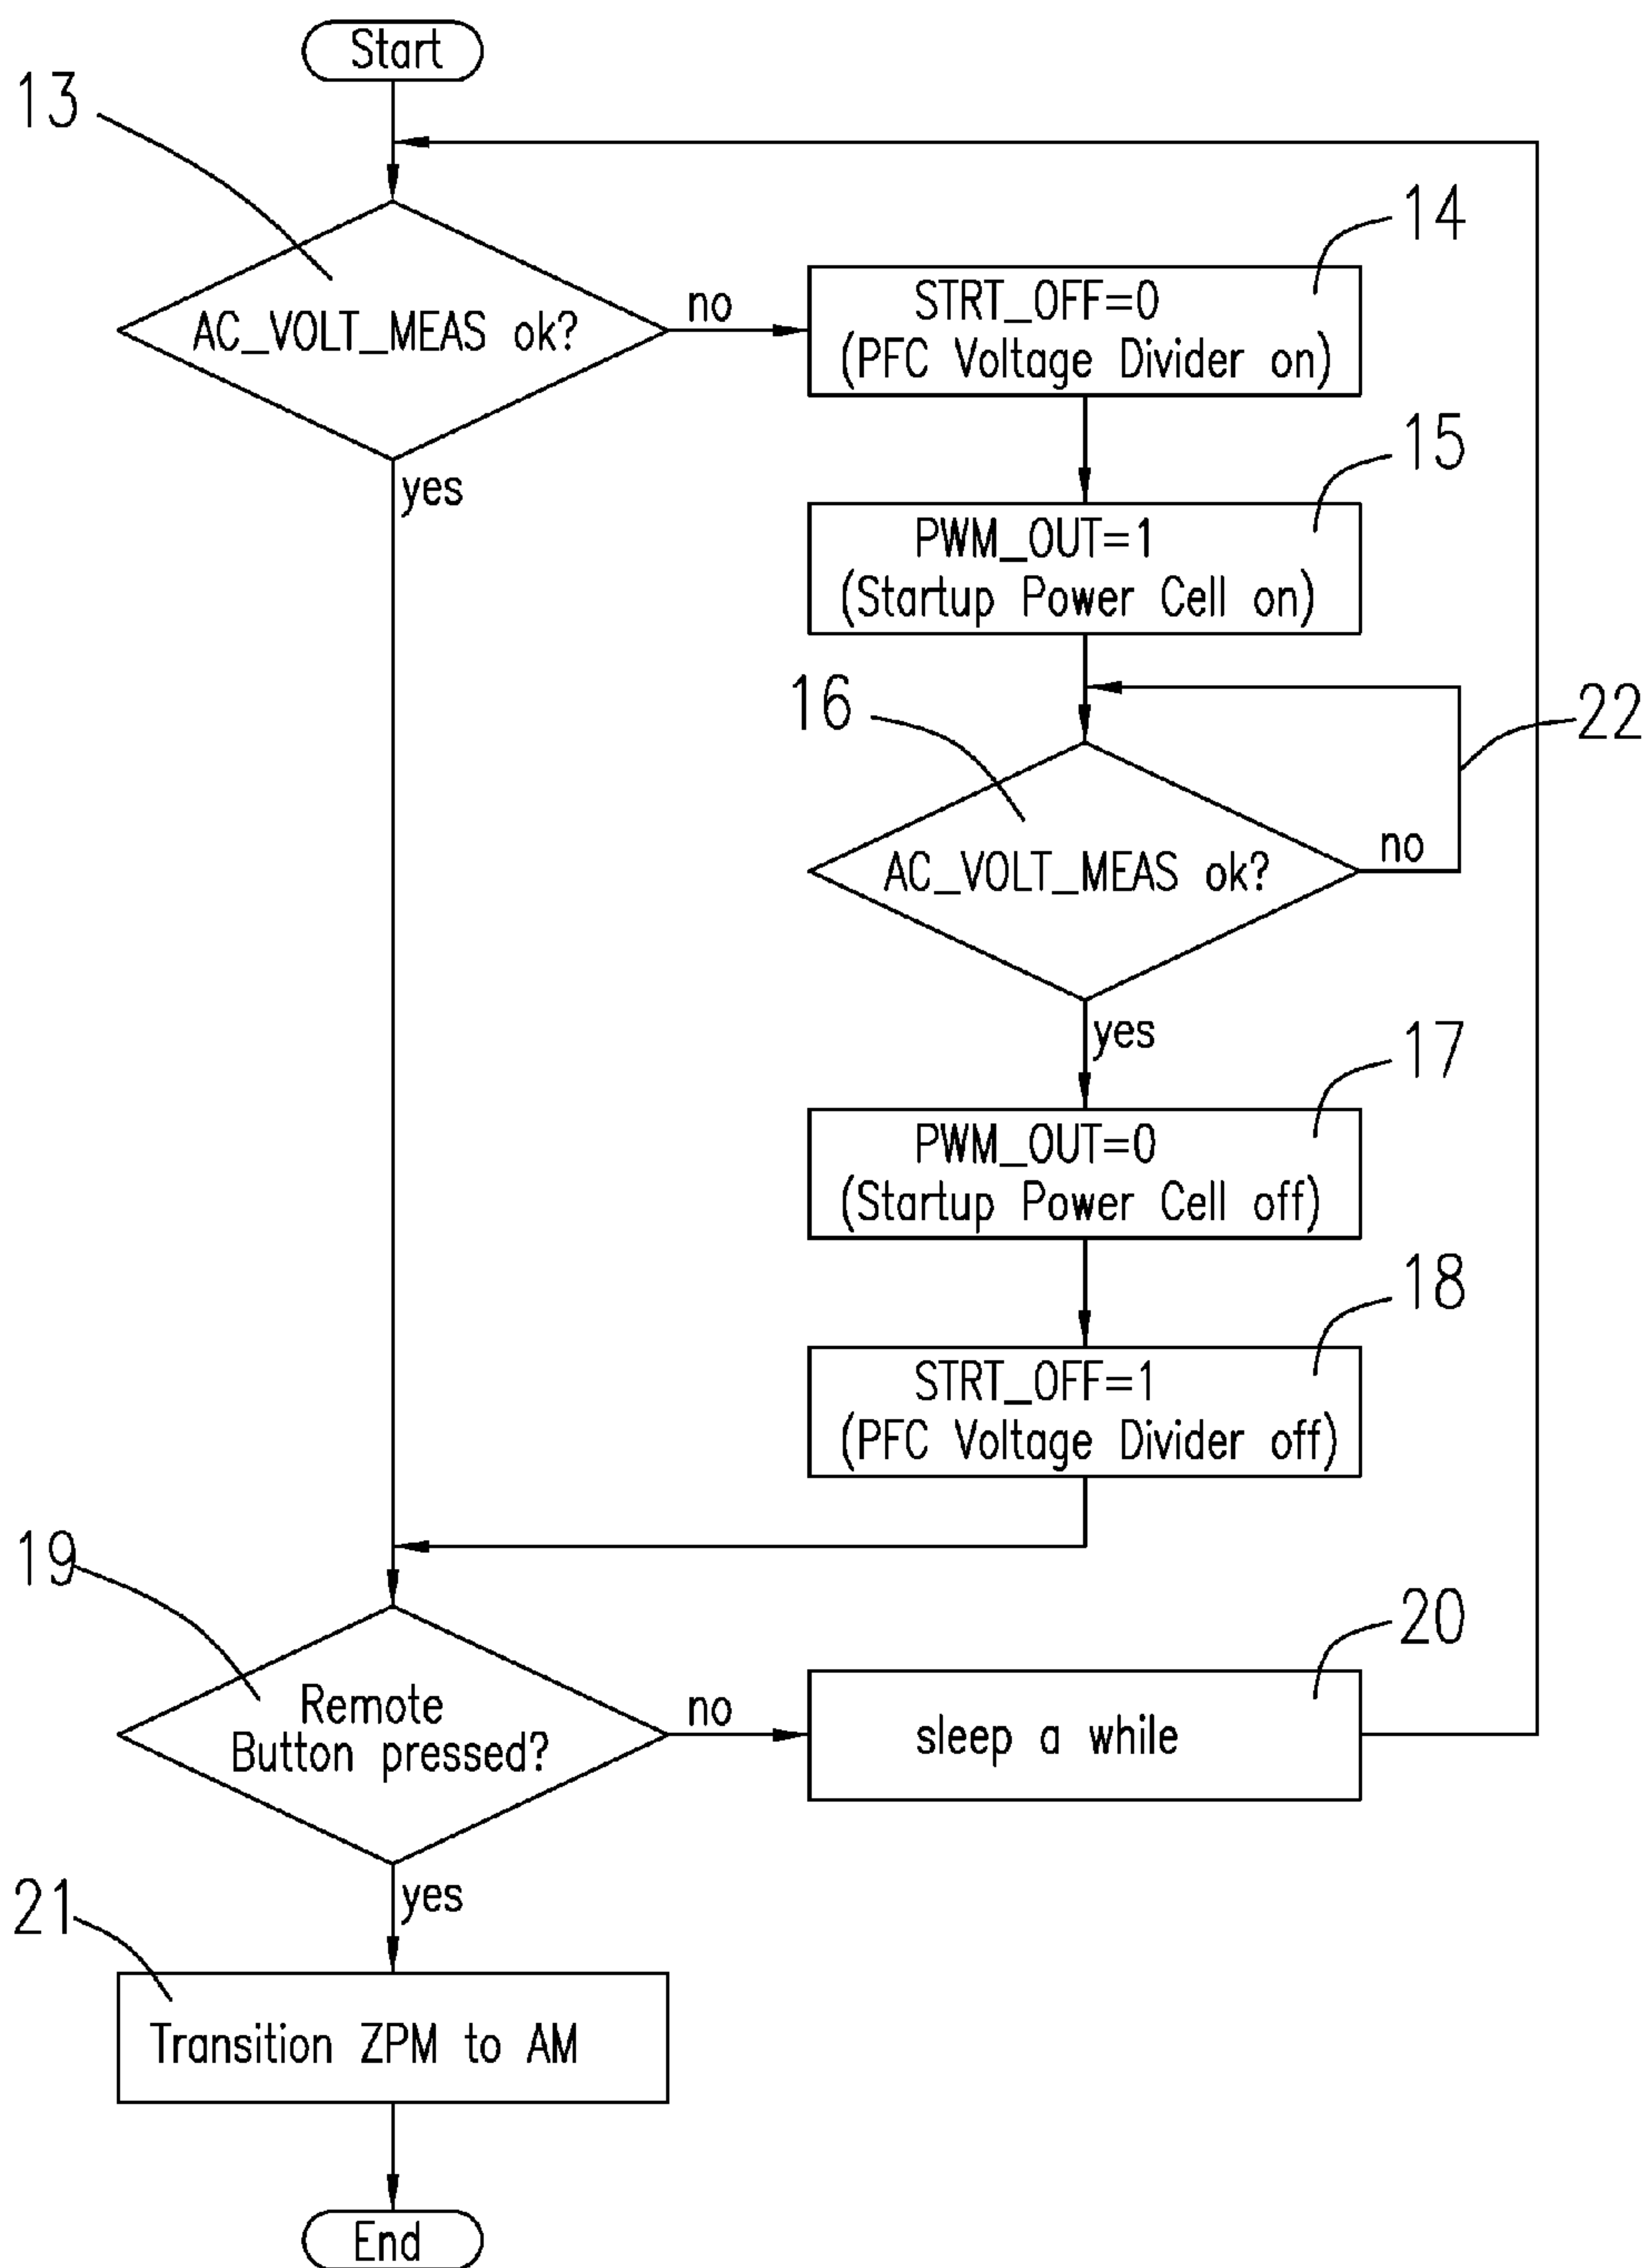 Start
13
14
STRT_OFF=0
no
AC_VOLT_MEAS ok?
(PFC Voltage Divider on)
15
yes
PWM_OUT=1
(Startup Power Cell on)
16
22
no
AC_VOLT_MEAS ok?
yes
17
PWM_OUT=0
(Startup Power Cell off)
18
STRT_OFF=1
(PFC Voltage Divider off)
19
20
Remote
no
Button pressed?
sleep a while
21
yes
Transition ZPM to AM
End